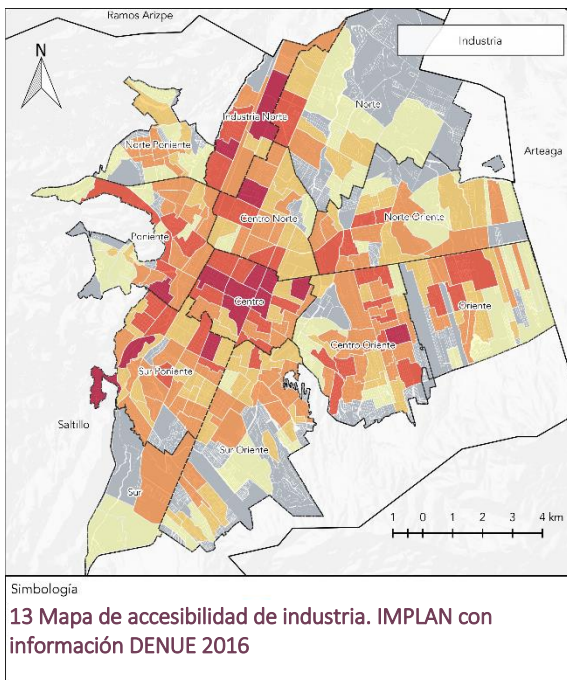 Ramos Arizpe
Industria
N
Norte
Industria Norte
Arteaga
Norte Poniente
Centro Norte
Norte Oriente
Poniente
Centro
Oriente
Centro Oriente
Sur Poniente
Saltillo
Sur Oriente
Sur
1 0 1 2 3 4 km
Simbología
13 Mapa de accesibilidad de industria. IMPLAN con
información DENUE 2016